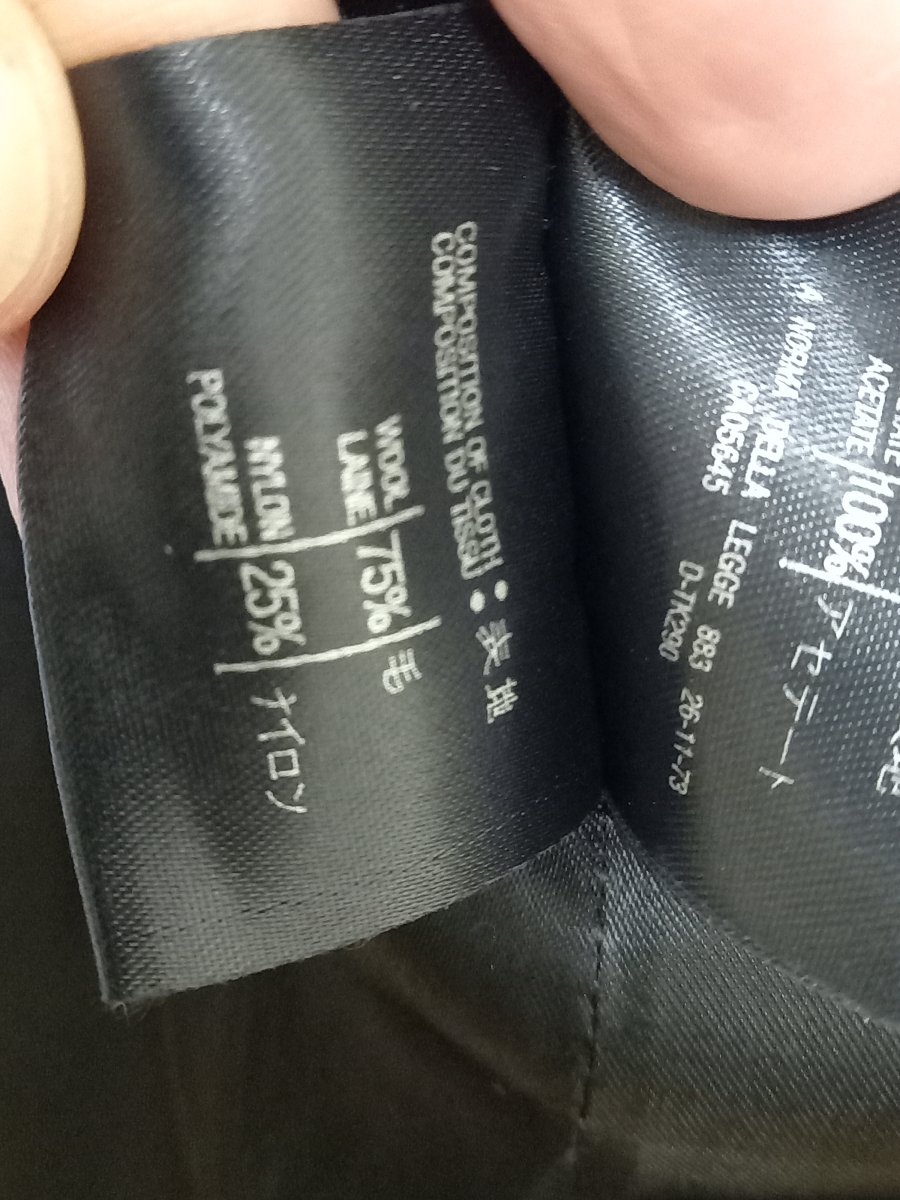 COMPOSITION OF CLOTH
COMPOSITION DU TISSU : 表地
WOOL
LAINE 75% 毛
NYLON
POLYAMIDE 25% ナイロン
ACETATE 100% アセテート
NORMA DELLA LEGGE 883 26-11-73
CA05645 D-TK290